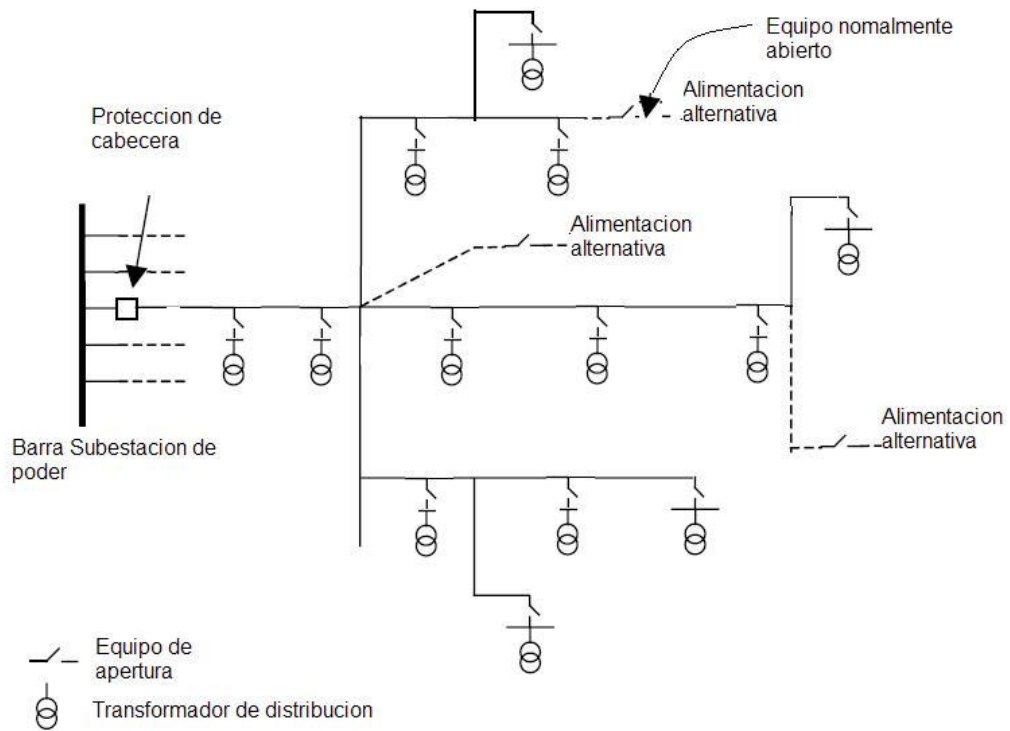 Equipo nomalmente
abierto
Alimentacion
alternativa
Proteccion de
cabecera
Alimentacion
alternativa
Alimentacion
alternativa
Barra Subestacion de
poder
Equipo de
apertura
Transformador de distribucion